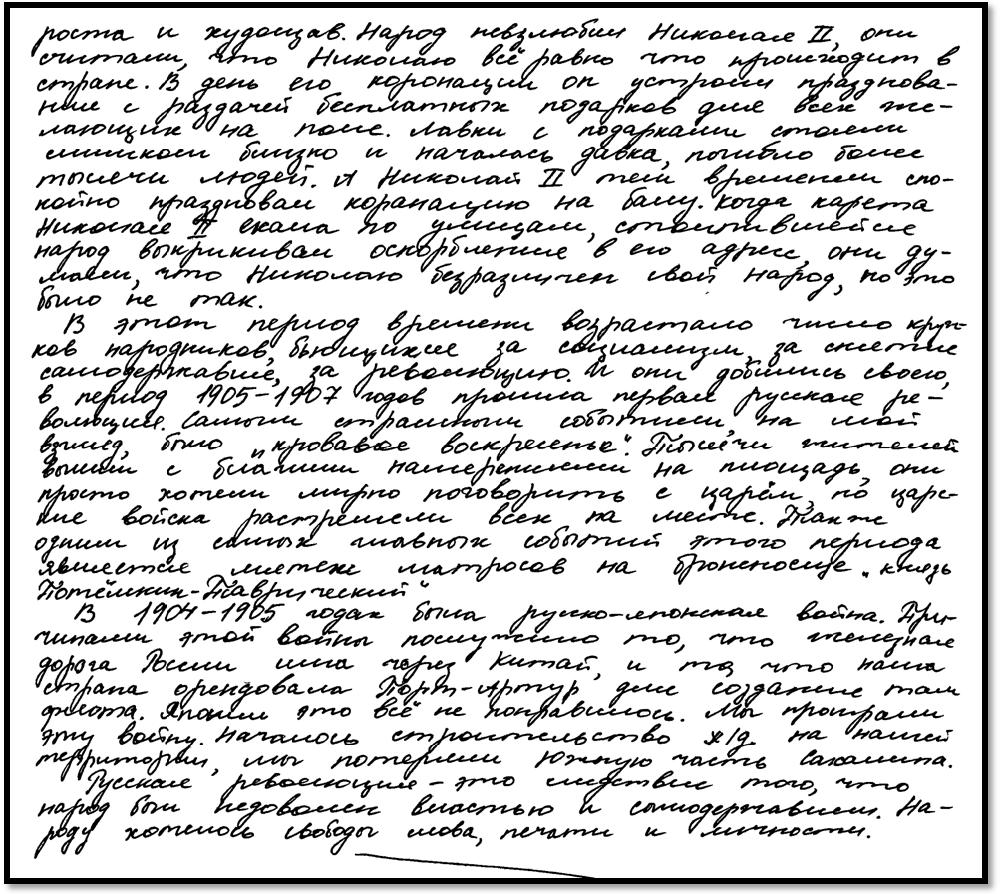 роста и худощав. Народ невзлюбил Николая II, они
считали, что Николаю всё равно что происходит в
стране. В день его коронации он устроил празднова-
ние с раздачей бесплатных подарков для всех же-
лающих на поле. Лавки с подарками стояли
слишком близко и началась давка, погибло более
тысячи людей. А Николай II тем временем спо-
койно праздновал коранацию на балу. Когда карета
Николая II ехала по улицам, столпившейся
народ выкрикивал оскорбление в его адрес, они ду-
мали, что Николаю безразличен свой народ, но это
было не так.
В этот период времени возрастало число круж-
ков народников, бьющихся за социализм, за снятие
самодержавия, за революцию. И они добились своего,
в период 1905-1907 годов прошла первая русская ре-
волюция. Самыми страшными событием, на мой
взгляд, было „кровавое воскресенье". Тысячи жителей
вышли с благими намерениями на площадь, они
просто хотели мирно поговорить с царём, но царс-
кие войска растреляли всех на месте. Также
одним из самых главных событий этого периода
является мятеж матросов на броненосце „князь
Потёмкин-Таврический"
В 1904-1905 годах была русско-японская война. При-
чинами этой войны послужило то, что железная
дорога России шла через Китай, и то, что наша
страна орендовала Порт-Артур, для создание там
флота. Японии это всё не понравилось. Мы проиграли
эту войну. Началось строительство ж/д на нашей
территории, мы потеряли Южную часть Сахалина.
Русская революция - это следствие того, что
народ был недоволен властью и самодержавием. На-
роду хотелось свободы слова, печати и личности.